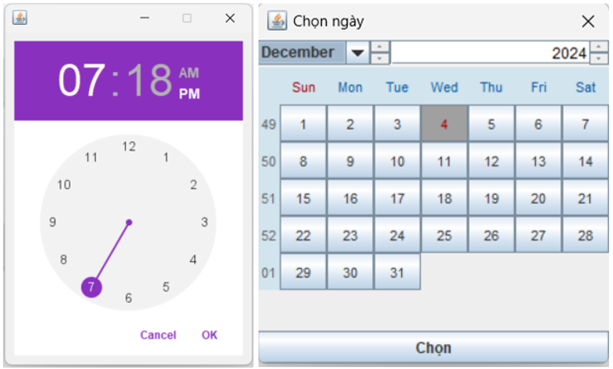 07:18 AM
PM
12
11 1
10 2
9 3
8 4
7 5
6
Cancel OK
Chọn ngày
December 2024
Sun Mon Tue Wed Thu Fri Sat
49 1 2 3 4 5 6 7
50 8 9 10 11 12 13 14
51 15 16 17 18 19 20 21
52 22 23 24 25 26 27 28
01 29 30 31
Chọn